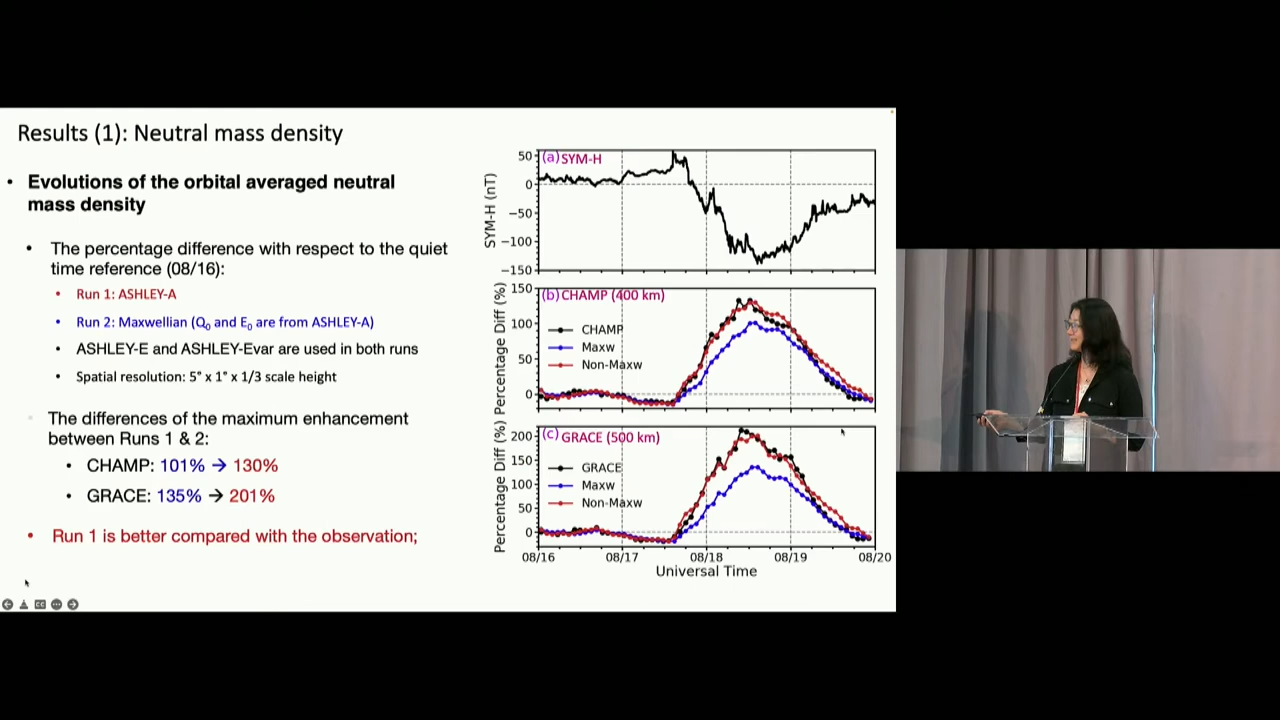 Results (1): Neutral mass density
• Evolutions of the orbital averaged neutral
mass density
• The percentage difference with respect to the quiet
time reference (08/16):
• Run 1: ASHLEY-A
• Run 2: Maxwellian (Q₀ and E₀ are from ASHLEY-A)
• ASHLEY-E and ASHLEY-Evar are used in both runs
• Spatial resolution: 5° x 1° x 1/3 scale height
The differences of the maximum enhancement
between Runs 1 & 2:
• CHAMP: 101% → 130%
• GRACE: 135% → 201%
• Run 1 is better compared with the observation;
(a) SYM-H
SYM-H (nT)
50
0
−50
−100
−150
(b) CHAMP (400 km)
Percentage Diff (%)
150
100
50
0
CHAMP
Maxw
Non-Maxw
(c) GRACE (500 km)
Percentage Diff (%)
200
150
100
50
0
GRACE
Maxw
Non-Maxw
08/16 08/17 08/18 08/19 08/20
Universal Time